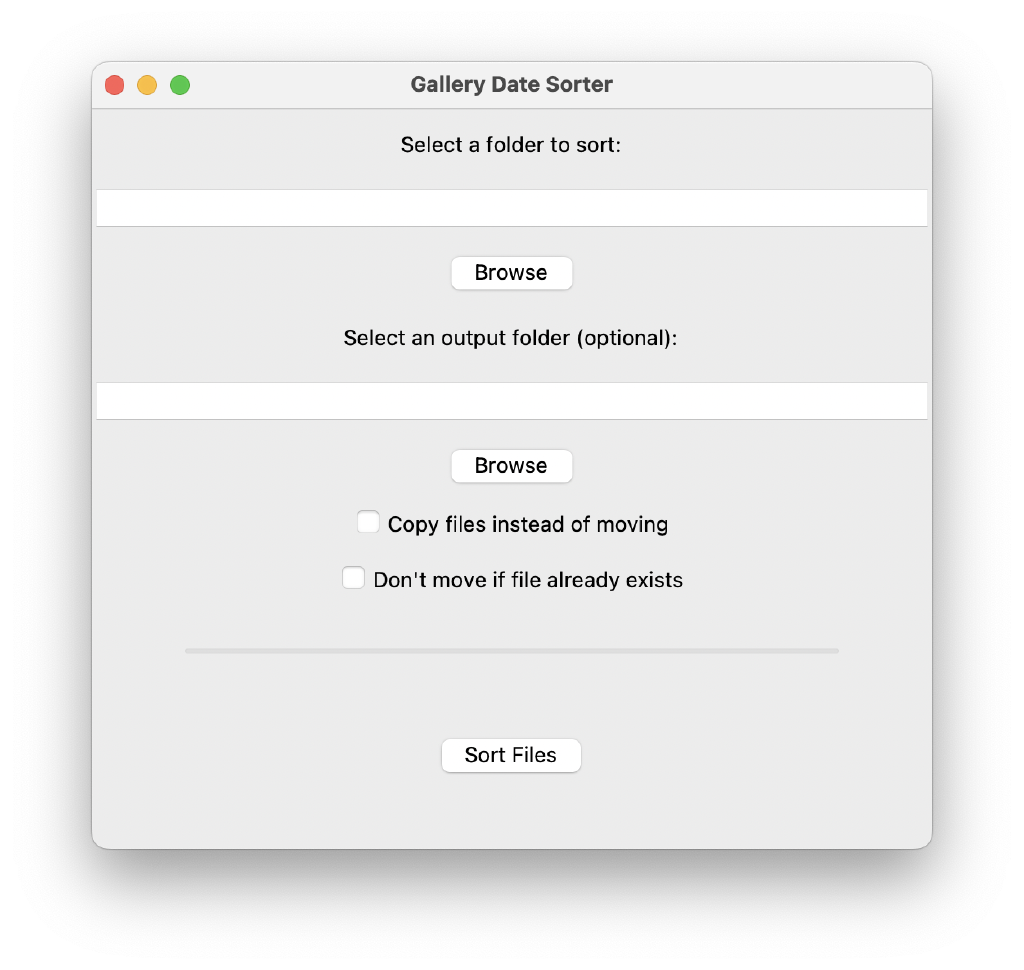 Gallery Date Sorter
Select a folder to sort:
Browse
Select an output folder (optional):
Browse
Copy files instead of moving
Don't move if file already exists
Sort Files